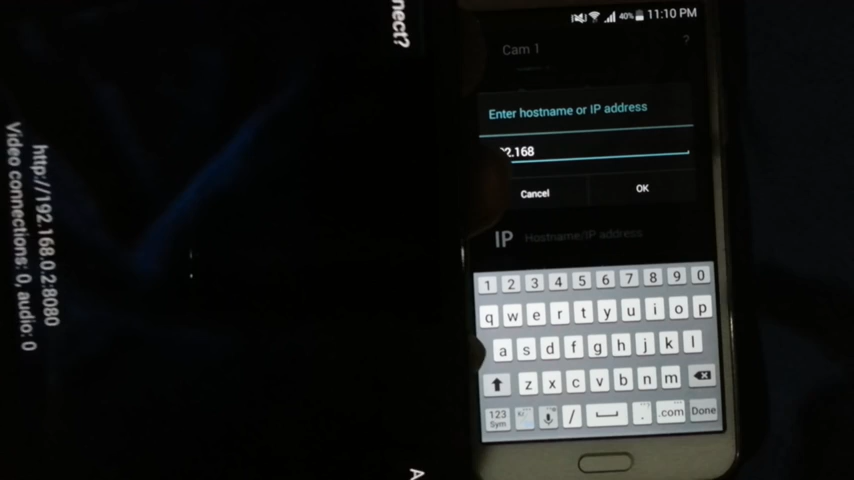 nnect?
http://192.168.0.2:8080
Video connections: 0, audio: 0
A
40% 11:10 PM
Cam 1 ?
Enter hostname or IP address
2.168
Cancel OK
IP Hostname/IP address
1 2 3 4 5 6 7 8 9 0
q w e r t y u i o p
a s d f g h j k l
z x c v b n m
123 Sym / . .com Done